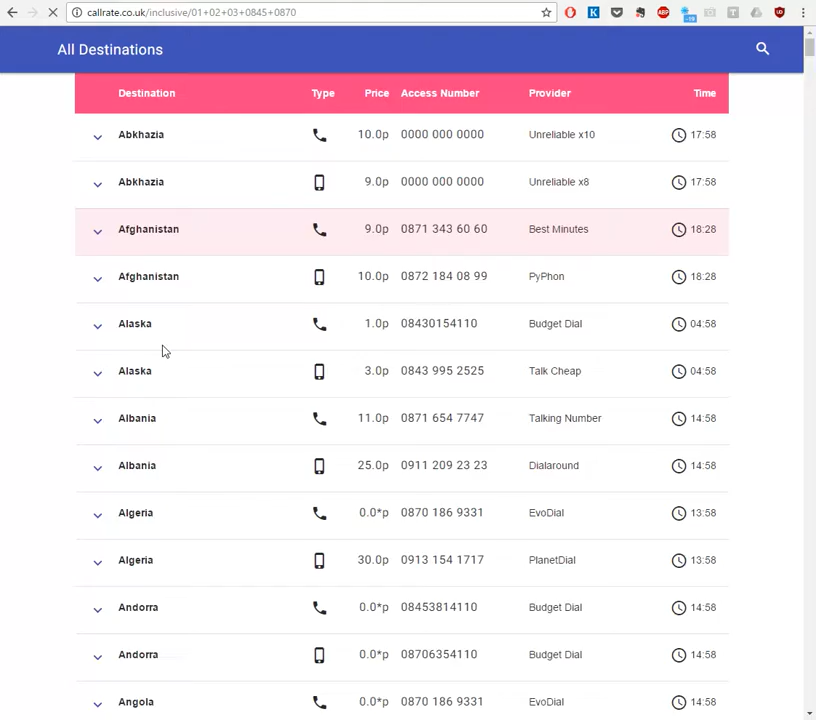 callrate.co.uk/inclusive/01+02+03+0845+0870
All Destinations
Destination Type Price Access Number Provider Time
Abkhazia 10.0p 0000 000 0000 Unreliable x10 17:58
Abkhazia 9.0p 0000 000 0000 Unreliable x8 17:58
Afghanistan 9.0p 0871 343 60 60 Best Minutes 18:28
Afghanistan 10.0p 0872 184 08 99 PyPhon 18:28
Alaska 1.0p 08430154110 Budget Dial 04:58
Alaska 3.0p 0843 995 2525 Talk Cheap 04:58
Albania 11.0p 0871 654 7747 Talking Number 14:58
Albania 25.0p 0911 209 23 23 Dialaround 14:58
Algeria 0.0*p 0870 186 9331 EvoDial 13:58
Algeria 30.0p 0913 154 1717 PlanetDial 13:58
Andorra 0.0*p 08453814110 Budget Dial 14:58
Andorra 0.0*p 08706354110 Budget Dial 14:58
Angola 0.0*p 0870 186 9331 EvoDial 14:58